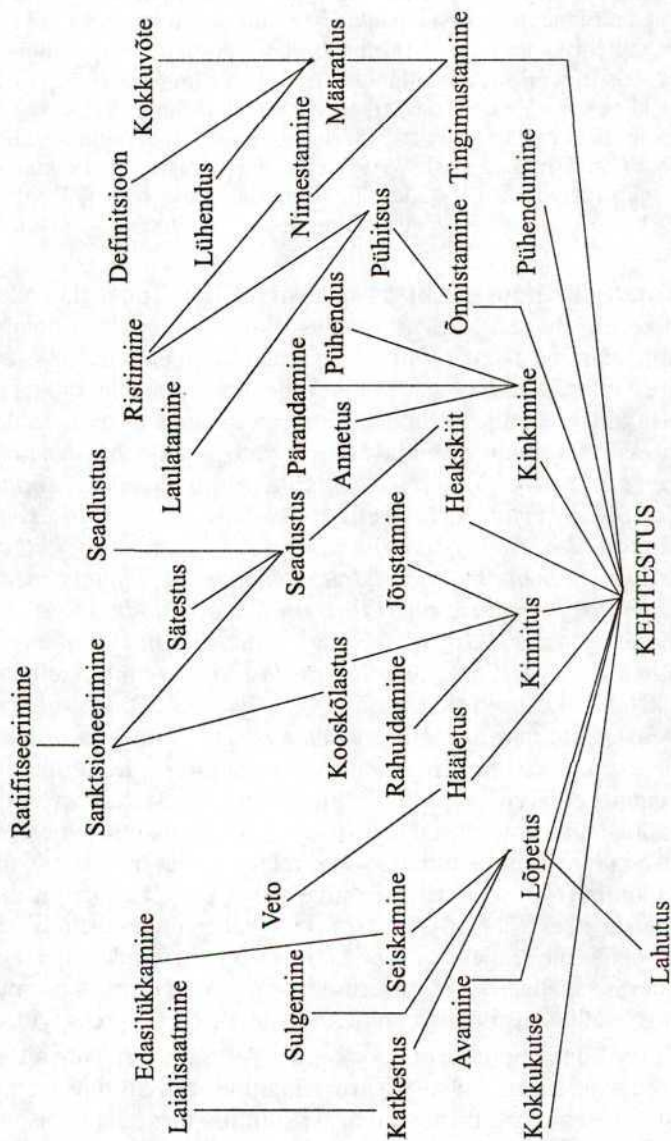 Ratifitseerimine
Sanktsioneerimine
Seadlustus
Ristimine
Definitsioon
Kokkuvõte
Edasilükkamine
Laialisaatmine
Sätestus
Laulatamine
Lühendus
Veto
Sulgemine
Seadustus
Pärandamine
Nimestamine
Kooskõlastus
Annetus
Pühendus
Määratlus
Rahuldamine
Jõustamine
Pühitsus
Katkestus
Seiskamine
Hääletus
Heakskiit
Õnnistamine
Tingimustamine
Avamine
Kokkukutse
Lõpetus
Kinnitus
Kinkimine
Pühendumine
Lahutus
KEHTESTUS